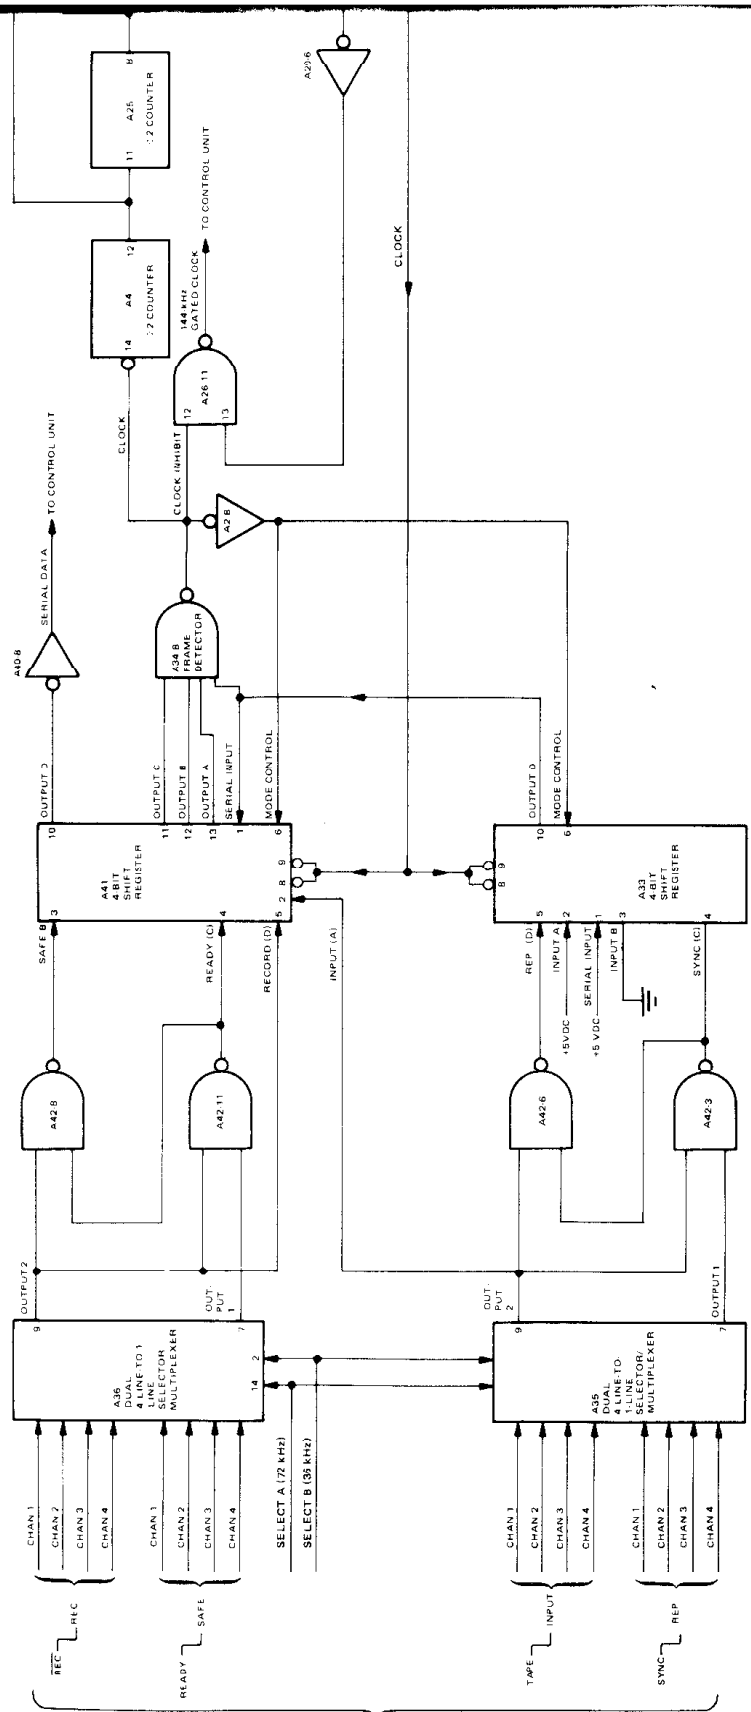 8
A25
÷2 COUNTER
11
A20-6
TO CONTROL UNIT
12
A4
÷2 COUNTER
14
144-kHz
GATED CLOCK
CLOCK
A26-11
12
13
CLOCK
CLOCK INHIBIT
TO CONTROL UNIT
SERIAL DATA
A40-8
A2-8
A34-8
FRAME
DETECTOR
OUTPUT D
OUTPUT C
OUTPUT B
OUTPUT A
SERIAL INPUT
MODE CONTROL
OUTPUT D
MODE CONTROL
10
11
12
13
1
6
A41
4-BIT
SHIFT
REGISTER
9
8
2
3
4
5
10
6
9
8
A33
4-BIT
SHIFT
REGISTER
5
2
1
3
4
SAFE B
READY (C)
RECORD (D)
INPUT (A)
REP (D)
INPUT A
SERIAL INPUT
INPUT B
SYNC (C)
+5VDC
+5 VDC
A42-8
A42-11
A42-6
A42-3
OUTPUT 2
OUT-
PUT
1
OUT-
PUT
2
OUTPUT 1
9
7
A36
DUAL
4 LINE-TO 1
LINE
SELECTOR
MULTIPLEXER
2
14
9
7
A35
DUAL
4 LINE-TO-
1-LINE
SELECTOR/
MULTIPLEXER
CHAN 1
CHAN 2
CHAN 3
CHAN 4
CHAN 1
CHAN 2
CHAN 3
CHAN 4
SELECT A (72 kHz)
SELECT B (36 kHz)
CHAN 1
CHAN 2
CHAN 3
CHAN 4
CHAN 1
CHAN 2
CHAN 3
CHAN 4
REC
REC
READY
SAFE
TAPE
INPUT
SYNC
REP